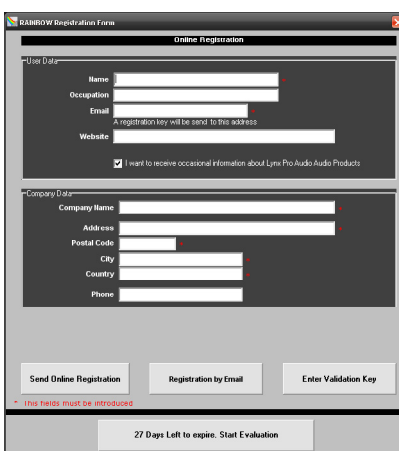 RAINBOW Registration Form
Online Registration
User Data
Name *
Occupation
Email *
A registration key will be send to this address
Website
I want to receive occasional information about Lynx Pro Audio Audio Products
Company Data
Company Name *
Address *
Postal Code *
City *
Country *
Phone
Send Online Registration
Registration by Email
Enter Validation Key
* This fields must be introduced
27 Days Left to expire. Start Evaluation